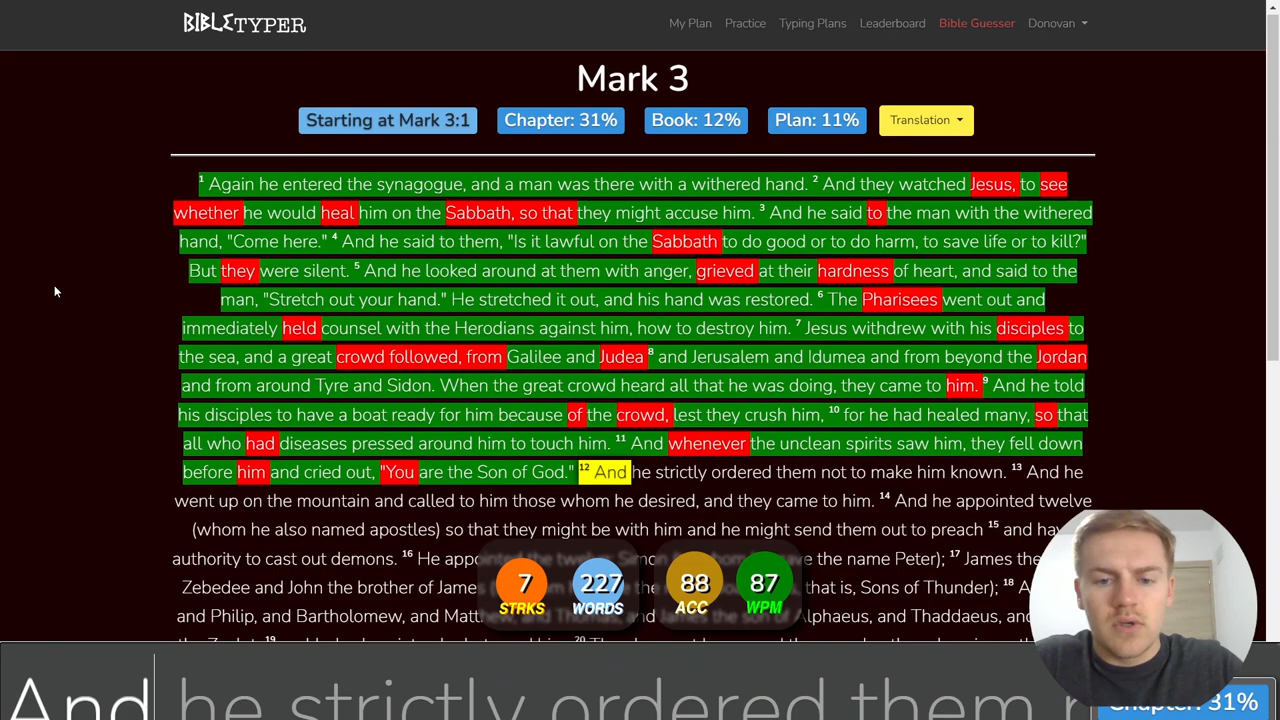 BIBLETYPER
My Plan Practice Typing Plans Leaderboard Bible Guesser Donovan
Mark 3
Starting at Mark 3:1 Chapter: 31% Book: 12% Plan: 11% Translation
1 Again he entered the synagogue, and a man was there with a withered hand. 2 And they watched Jesus, to see
whether he would heal him on the Sabbath, so that they might accuse him. 3 And he said to the man with the withered
hand, "Come here." 4 And he said to them, "Is it lawful on the Sabbath to do good or to do harm, to save life or to kill?"
But they were silent. 5 And he looked around at them with anger, grieved at their hardness of heart, and said to the
man, "Stretch out your hand." He stretched it out, and his hand was restored. 6 The Pharisees went out and
immediately held counsel with the Herodians against him, how to destroy him. 7 Jesus withdrew with his disciples to
the sea, and a great crowd followed, from Galilee and Judea 8 and Jerusalem and Idumea and from beyond the Jordan
and from around Tyre and Sidon. When the great crowd heard all that he was doing, they came to him. 9 And he told
his disciples to have a boat ready for him because of the crowd, lest they crush him, 10 for he had healed many, so that
all who had diseases pressed around him to touch him. 11 And whenever the unclean spirits saw him, they fell down
before him and cried out, "You are the Son of God." 12 And he strictly ordered them not to make him known. 13 And he
went up on the mountain and called to him those whom he desired, and they came to him. 14 And he appointed twelve
(whom he also named apostles) so that they might be with him and he might send them out to preach 15 and hav
authority to cast out demons. 16 He appointed the twelve: Simon the name Peter); 17 James the
Zebedee and John the brother of James that is, Sons of Thunder); 18 A
and Philip, and Bartholomew, and Matthew, and James the son of Alphaeus, and Thaddaeus, and
7 STRKS 227 WORDS 88 ACC 87 WPM
And he strictly ordered them
Chapter: 31%